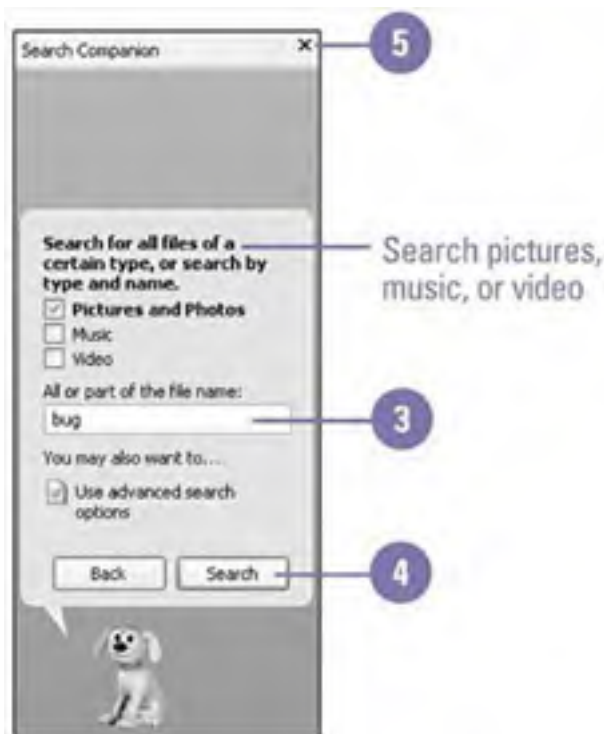 Search Companion
5
Search for all files of a
certain type, or search by
type and name.
Pictures and Photos
Music
Video
All or part of the file name:
bug
You may also want to....
Use advanced search
options
Back
Search
Search pictures,
music, or video
3
4